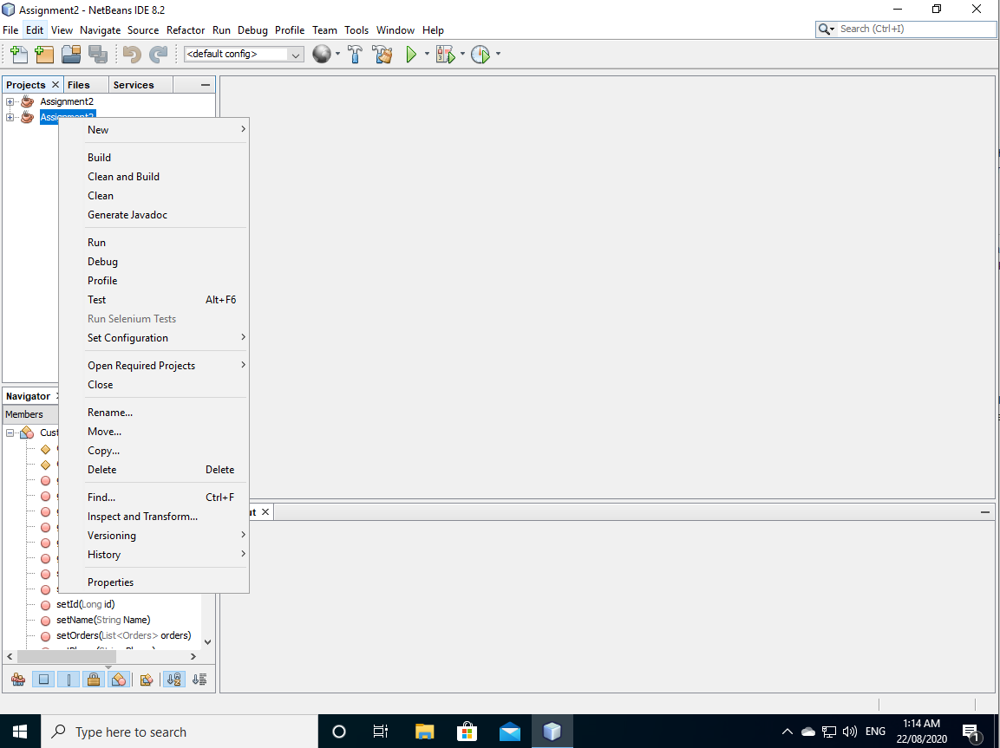 Assignment2 - NetBeans IDE 8.2
File Edit View Navigate Source Refactor Run Debug Profile Team Tools Window Help
Search (Ctrl+I)
<default config>
Projects Files Services
Assignment2
Assignment2
New
Build
Clean and Build
Clean
Generate Javadoc
Run
Debug
Profile
Test Alt+F6
Run Selenium Tests
Set Configuration
Open Required Projects
Close
Rename...
Move...
Copy...
Delete Delete
Find... Ctrl+F
Inspect and Transform...
Versioning
History
Properties
Navigator
Members
setId(Long id)
setName(String Name)
setOrders(List<Orders> orders)
Type here to search
ENG
1:14 AM
22/08/2020
1